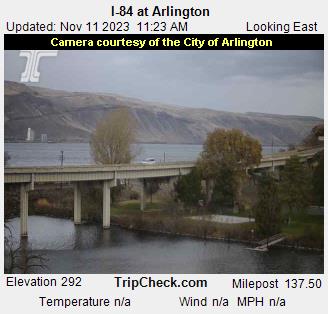 I-84 at Arlington
Updated: Nov 11 2023 11:23 AM Looking East
Camera courtesy of the City of Arlington
Elevation 292 TripCheck.com Milepost 137.50
Temperature n/a Wind n/a MPH n/a